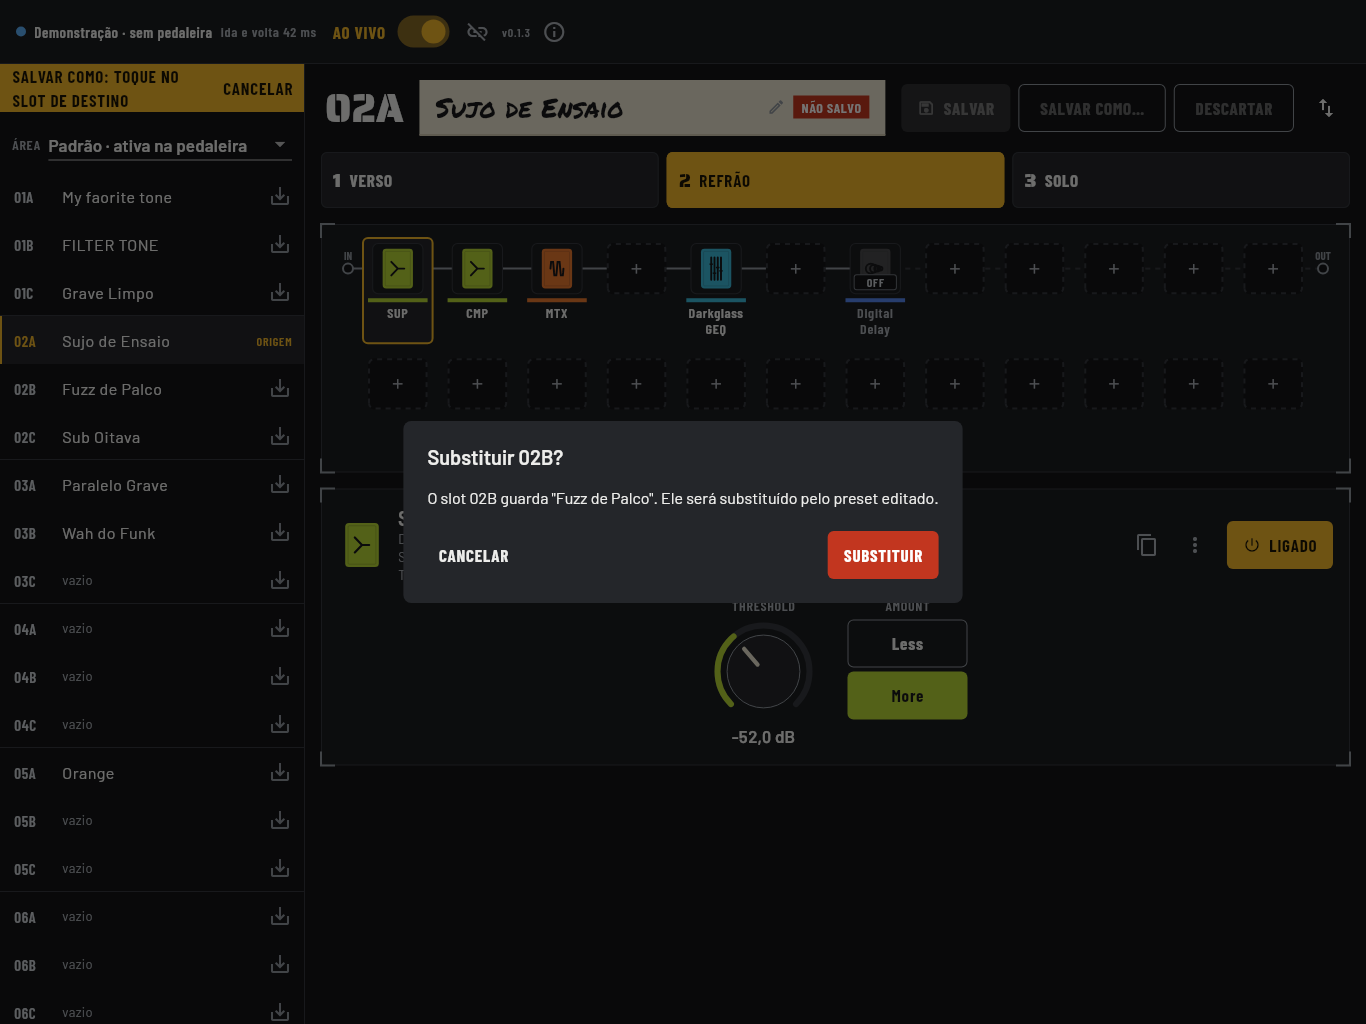 Demonstração · sem pedaleira Ida e volta 42 ms AO VIVO v0.1.3
SALVAR COMO: TOQUE NO
SLOT DE DESTINO
CANCELAR
ÁREA Padrão · ativa na pedaleira
01A My faorite tone
01B FILTER TONE
01C Grave Limpo
02A Sujo de Ensaio ORIGEM
02B Fuzz de Palco
02C Sub Oitava
03A Paralelo Grave
03B Wah do Funk
03C vazio
04A vazio
04B vazio
04C vazio
05A Orange
05B vazio
05C vazio
06A vazio
06B vazio
06C vazio
02A Sujo de Ensaio NÃO SALVO SALVAR SALVAR COMO... DESCARTAR
1 VERSO
2 REFRÃO
3 SOLO
IN
OUT
SUP
CMP
MTX
Darkglass
GEQ
OFF
Digital
Delay
Substituir 02B?
O slot 02B guarda "Fuzz de Palco". Ele será substituído pelo preset editado.
CANCELAR SUBSTITUIR
LIGADO
THRESHOLD
-52,0 dB
AMOUNT
Less
More